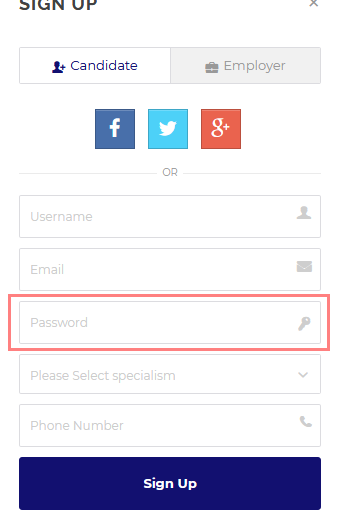 SIGN UP
×
Candidate
Employer
f
g+
OR
Username
Email
Password
Please Select specialism
Phone Number
Sign Up